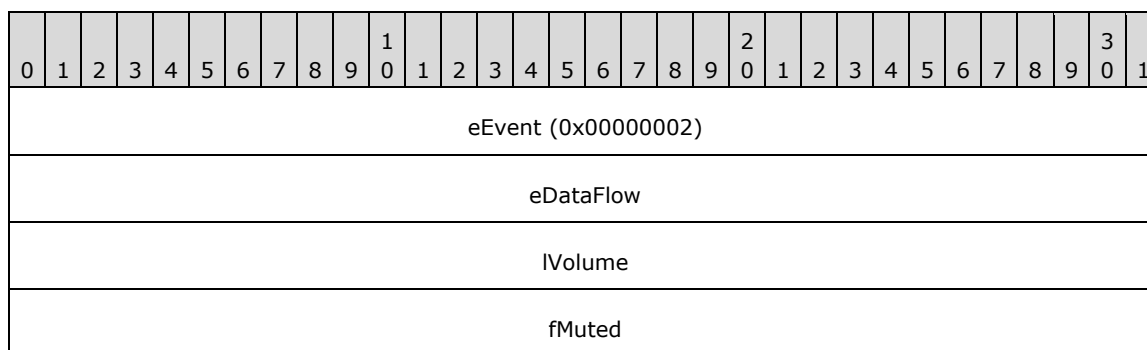 1 2 3
0 1 2 3 4 5 6 7 8 9 0 1 2 3 4 5 6 7 8 9 0 1 2 3 4 5 6 7 8 9 0 1
eEvent (0x00000002)
eDataFlow
lVolume
fMuted